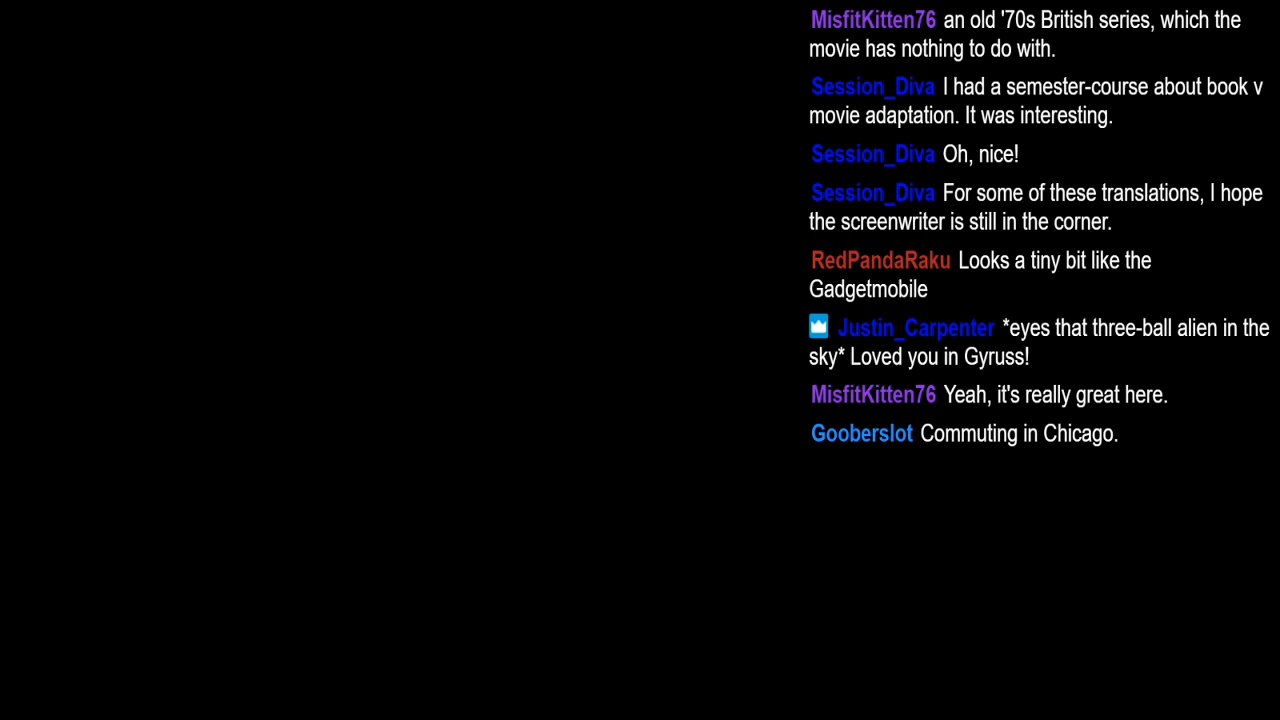 MisfitKitten76 an old '70s British series, which the
movie has nothing to do with.
Session_Diva I had a semester-course about book v
movie adaptation. It was interesting.
Session_Diva Oh, nice!
Session_Diva For some of these translations, I hope
the screenwriter is still in the corner.
RedPandaRaku Looks a tiny bit like the
Gadgetmobile
Justin_Carpenter *eyes that three-ball alien in the
sky* Loved you in Gyruss!
MisfitKitten76 Yeah, it's really great here.
Gooberslot Commuting in Chicago.